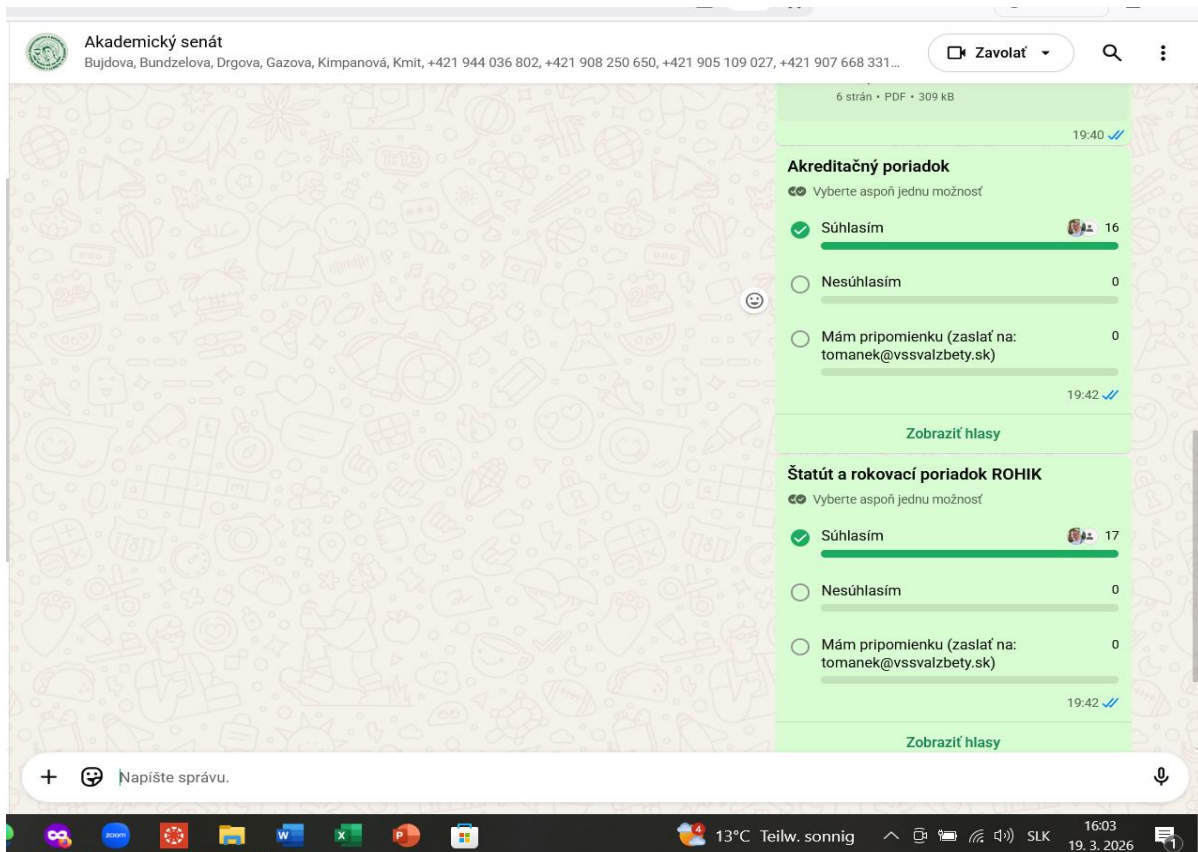 Akademický senát
Bujdova, Bundzelova, Drgova, Gazova, Kimpanová, Kmit, +421 944 036 802, +421 908 250 650, +421 905 109 027, +421 907 668 331...
Zavolať
6 strán • PDF • 309 kB
19:40
Akreditačný poriadok
Vyberte aspoň jednu možnosť
Súhlasím 16
Nesúhlasím 0
Mám pripomienku (zaslať na: 0
tomanek@vssvalzbety.sk)
19:42
Zobraziť hlasy
Štatút a rokovací poriadok ROHIK
Vyberte aspoň jednu možnosť
Súhlasím 17
Nesúhlasím 0
Mám pripomienku (zaslať na: 0
tomanek@vssvalzbety.sk)
19:42
Zobraziť hlasy
Napíšte správu.
zoom
W
X
P
4
13°C Teilw. sonnig
SLK
16:03
19. 3. 2026
1